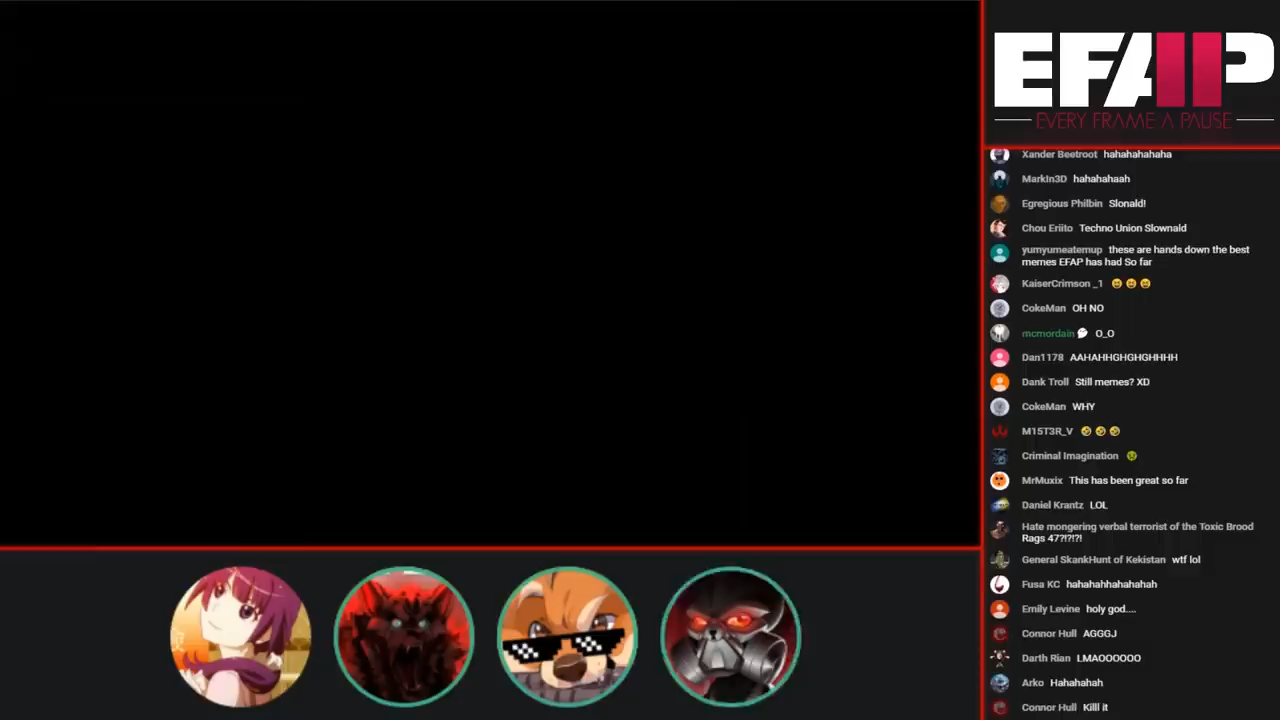 EFAP
EVERY FRAME A PAUSE
Xander Beetroot hahahahahaha
MarkIn3D hahahahaah
Egregious Philbin Slonald!
Chou Eriito Techno Union Slownald
yumyumeatemup these are hands down the best
memes EFAP has had So far
KaiserCrimson _1 😆 😆 😆
CokeMan OH NO
mcmordain O_O
Dan1178 AAHAHHGHGHGHHHH
Dank Troll Still memes? XD
CokeMan WHY
M15T3R_V 🤣 🤣 🤣
Criminal Imagination 🤢
MrMuxix This has been great so far
Daniel Krantz LOL
Hate mongering verbal terrorist of the Toxic Brood
Rags 47?!?!?!
General SkankHunt of Kekistan wtf lol
Fusa KC hahahahhahahahah
Emily Levine holy god....
Connor Hull AGGGJ
Darth Rian LMAOOOOOO
Arko Hahahahah
Connor Hull Killl it